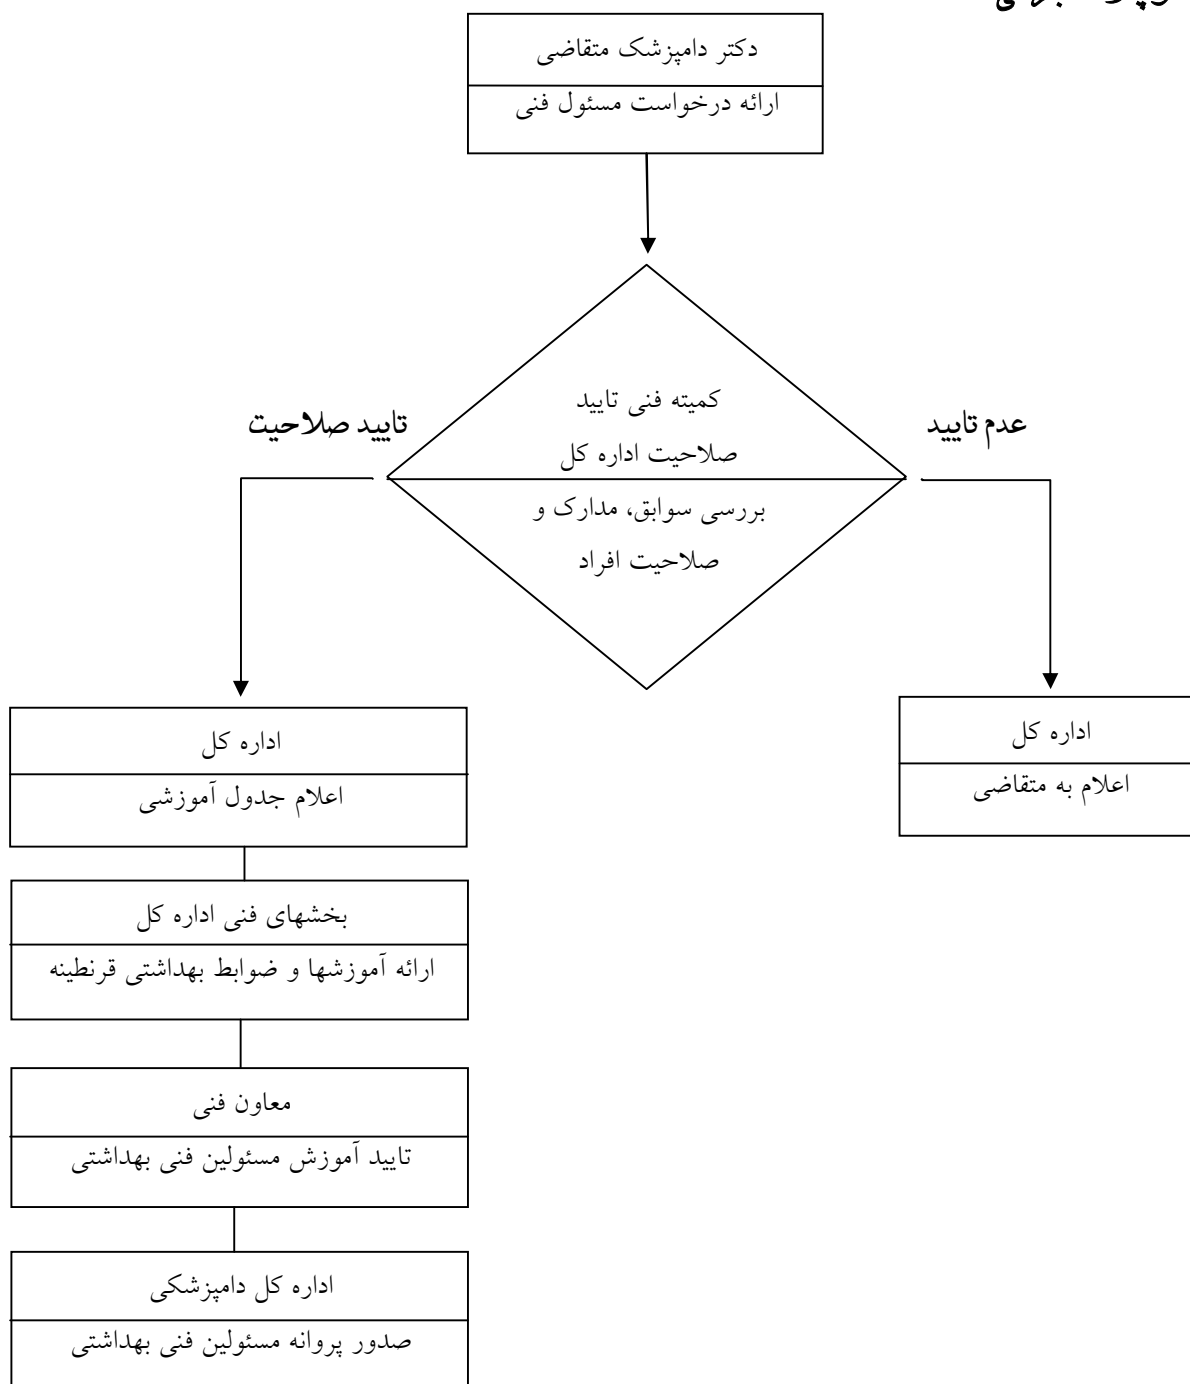 دکتر دامپزشک متقاضی
ارائه درخواست مسئول فنی
کمیته فنی تایید
صلاحیت اداره کل
بررسی سوابق، مدارک و
صلاحیت افراد
عدم تایید
تایید صلاحیت
اداره کل
اعلام به متقاضی
اداره کل
اعلام جدول آموزشی
بخشهای فنی اداره کل
ارائه آموزشها و ضوابط بهداشتی قرنطینه
معاون فنی
تایید آموزش مسئولین فنی بهداشتی
اداره کل دامپزشکی
صدور پروانه مسئولین فنی بهداشتی